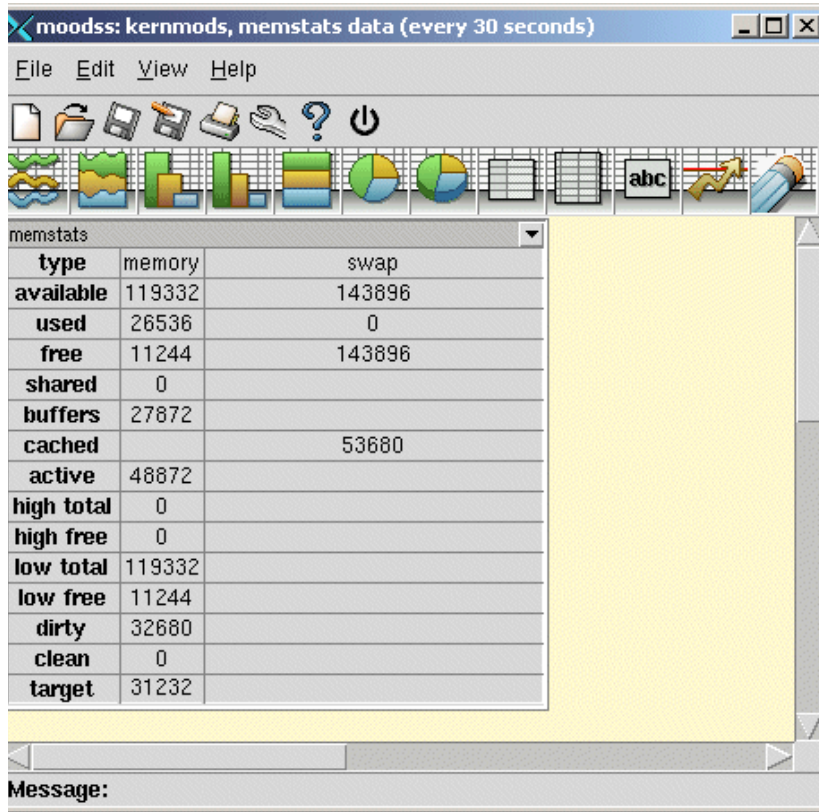 moodss: kernmods, memstats data (every 30 seconds)
File Edit View Help
abc
memstats
type memory swap
available 119332 143896
used 26536 0
free 11244 143896
shared 0
buffers 27872
cached 53680
active 48872
high total 0
high free 0
low total 119332
low free 11244
dirty 32680
clean 0
target 31232
Message: